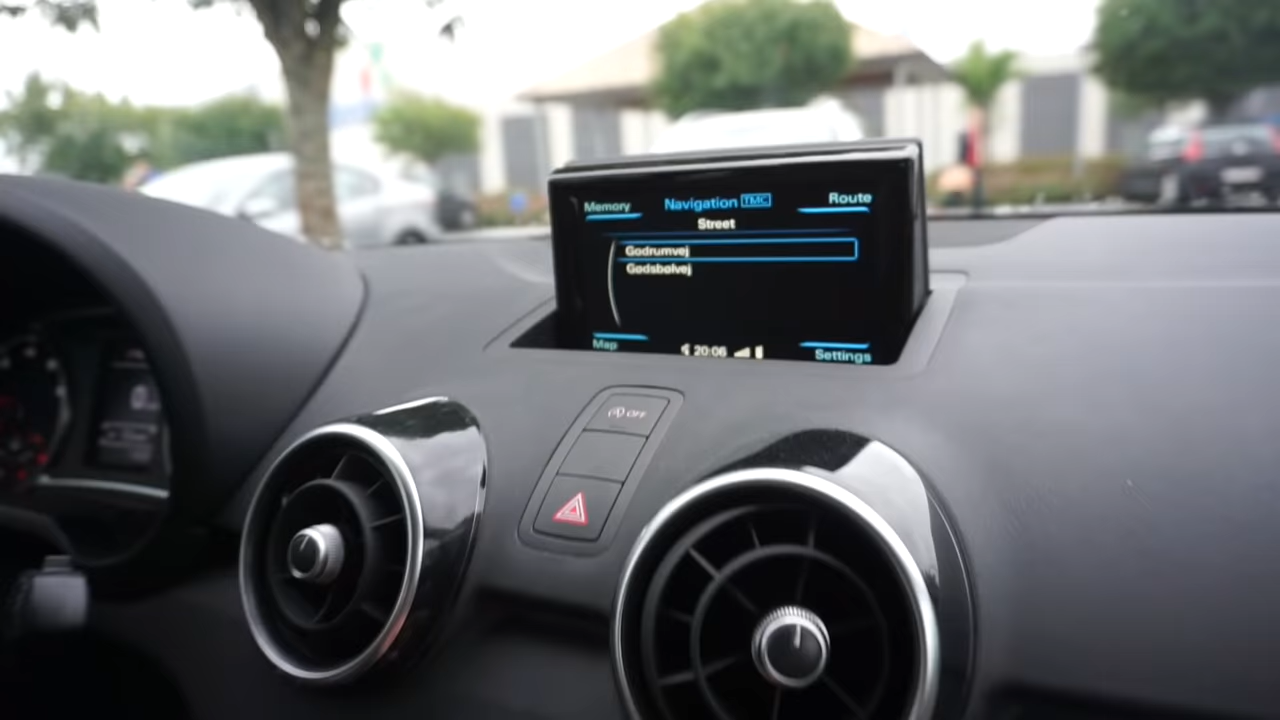 Memory Navigation TMC Route
Street
Godrumvej
Gødsbølvej
Map 20:06 Settings
OFF